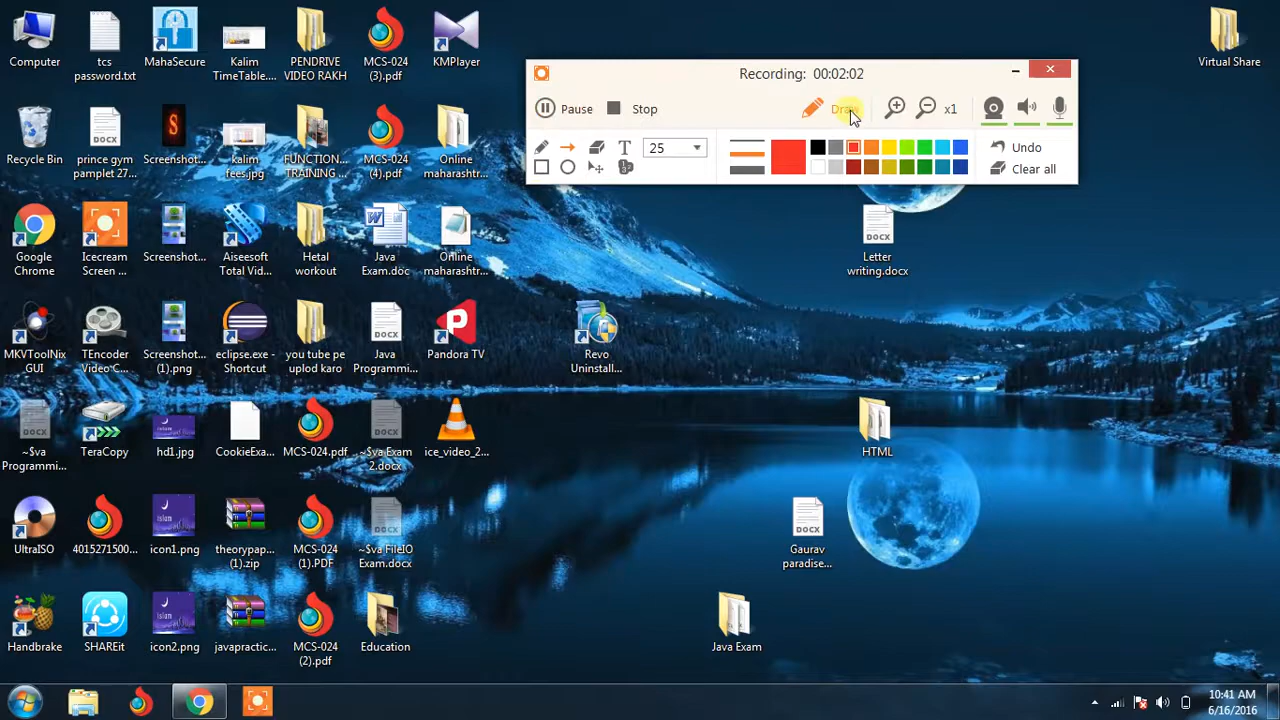 Recording: 00:02:02
Pause
Stop
Draw
x1
T
25
Undo
Clear all
Computer
tcs
password.txt
MahaSecure
Kalim
TimeTable....
PENDRIVE
VIDEO RAKH
MCS-024
(3).pdf
KMPlayer
Virtual Share
Recycle Bin
prince gym
pamplet 27...
Screenshot...
kalim
fees.jpg
FUNCTION...
TRAINING ...
MCS-024
(4).pdf
Online
maharashtr...
Google
Chrome
Icecream
Screen ...
Screenshot...
Aiseesoft
Total Vid...
Hetal
workout
Java
Exam.doc
Online
maharashtr...
DOCX
Letter
writing.docx
MKVToolNix
GUI
TEncoder
Video C...
Screenshot...
(1).png
eclipse.exe -
Shortcut
you tube pe
uplod karo
DOCX
Java
Programmi...
Pandora TV
Revo
Uninstall...
DOCX
~$va
Programmi...
TeraCopy
hd1.jpg
CookieExa...
MCS-024.pdf
DOCX
~$va Exam
2.docx
ice_video_2...
HTML
UltraISO
4015271500...
icon1.png
theorypap...
(1).zip
MCS-024
(1).PDF
DOCX
~$va FileIO
Exam.docx
DOCX
Gaurav
paradise...
Handbrake
SHAREit
icon2.png
javapractic...
MCS-024
(2).pdf
Education
Java Exam
10:41 AM
6/16/2016